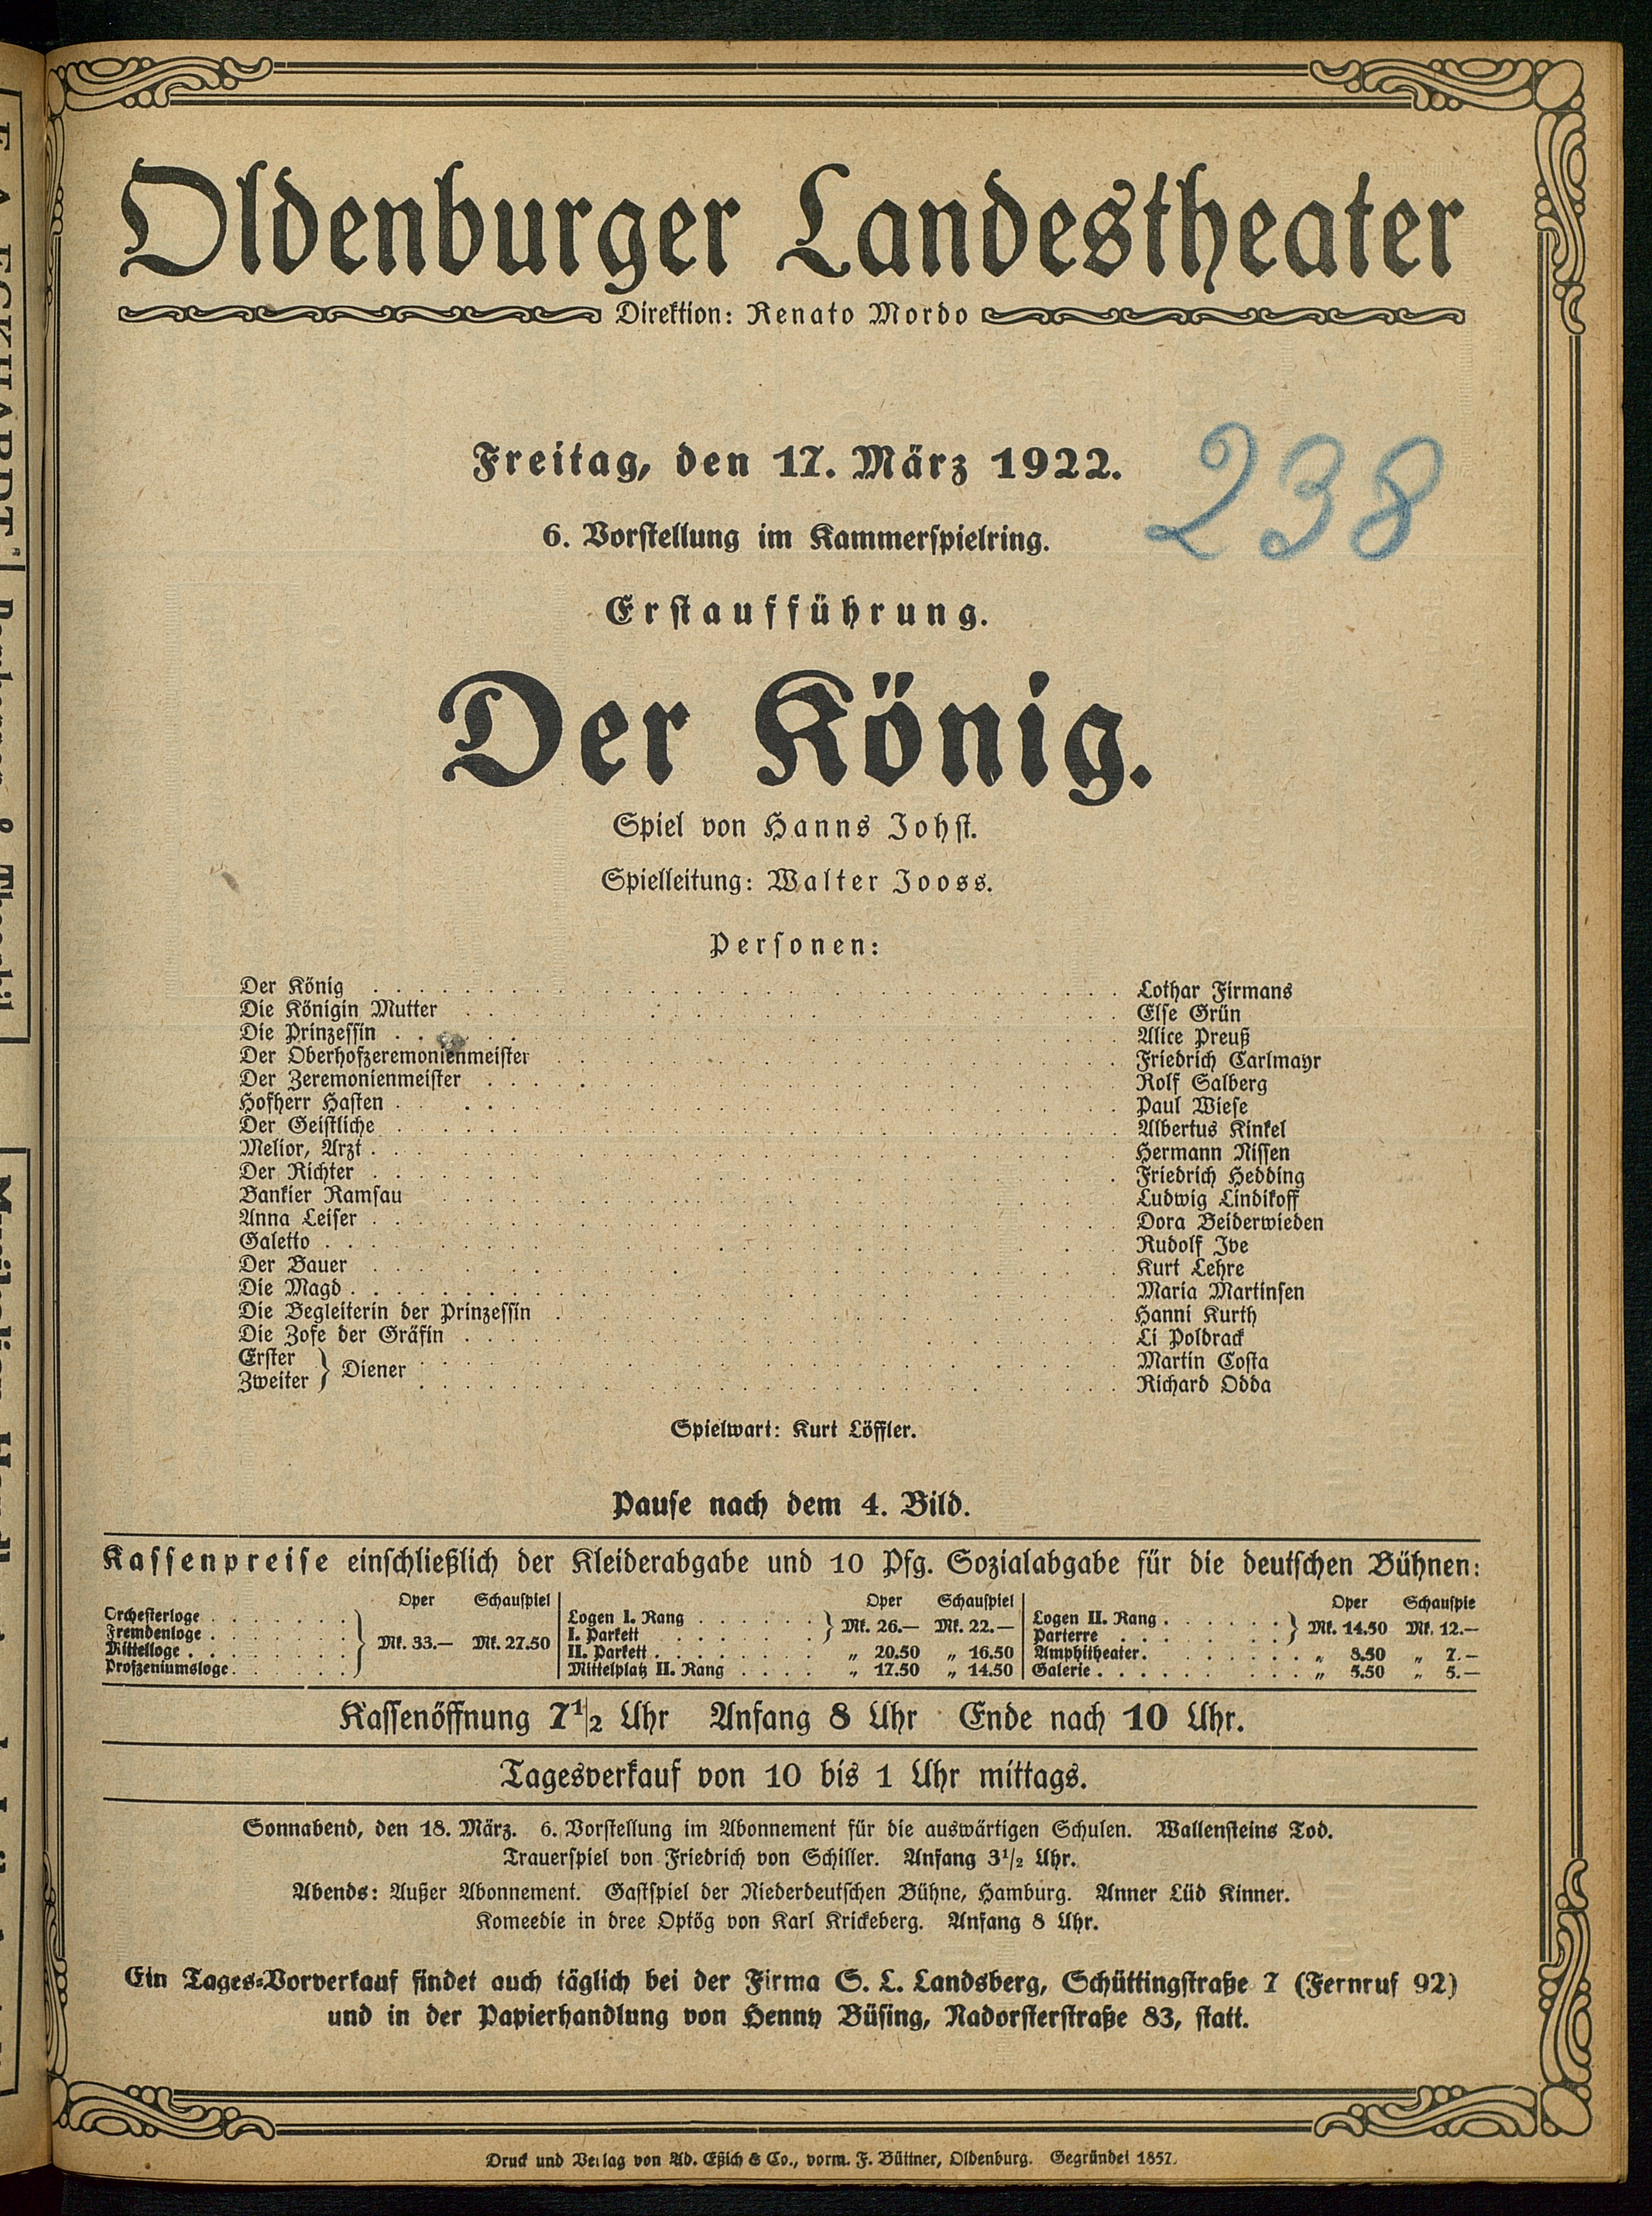 Oldenburger Landestheater
Direktion: Renato Mordo
Freitag, den 17. März 1922.
238
6. Vorstellung im Kammerspielring.
Erstaufführung.
Der König.
Spiel von Hanns Johst.
Spielleitung: Walter Jooss.
Personen:
Der König . . . . . Lothar Firmans
Die Königin Mutter . . . . . Else Grün
Die Prinzessin . . . . . Alice Preuß
Der Oberhofzeremonienmeister . . . . . Friedrich Carlmayr
Der Zeremonienmeister . . . . . Rolf Salberg
Hofherr Hasten . . . . . Paul Wiese
Der Geistliche . . . . . Albertus Kinkel
Melior, Arzt . . . . . Hermann Nissen
Der Richter . . . . . Friedrich Hedding
Bankier Ramsau . . . . . Ludwig Lindikoff
Anna Leiser . . . . . Dora Beiderwieden
Galetto . . . . . Rudolf Ive
Der Bauer . . . . . Kurt Lehre
Die Magd . . . . . Maria Martinsen
Die Begleiterin der Prinzessin . . . . . Hanni Kurth
Die Zofe der Gräfin . . . . . Li Poldrack
Erster } Diener . . . . . Martin Costa
Zweiter } . . . . . Richard Odda
Spielwart: Kurt Löffler.
Pause nach dem 4. Bild.
Kassenpreise einschließlich der Kleiderabgabe und 10 Pfg. Sozialabgabe für die deutschen Bühnen:
Oper Schauspiel
Orchesterloge . . . . .
Fremdenloge . . . . .
Mittelloge . . . . .
Proszeniumsloge . . . . .
} Mk. 33.— Mk. 27.50
Oper Schauspiel
Logen I. Rang . . . . .
I. Parkett . . . . .
} Mk. 26.— Mk. 22.—
II. Parkett . . . . . „ 20.50 „ 16.50
Mittelplatz II. Rang . . . . „ 17.50 „ 14.50
Oper Schauspie
Logen II. Rang . . . . .
Parterre . . . . .
} Mk. 14.50 Mk. 12.—
Amphitheater . . . . . „ 8.50 „ 7.—
Galerie . . . . . „ 5.50 „ 5.—
Kassenöffnung 7 1/2 Uhr Anfang 8 Uhr Ende nach 10 Uhr.
Tagesverkauf von 10 bis 1 Uhr mittags.
Sonnabend, den 18. März. 6. Vorstellung im Abonnement für die auswärtigen Schulen. Wallensteins Tod.
Trauerspiel von Friedrich von Schiller. Anfang 3 1/2 Uhr.
Abends: Außer Abonnement. Gastspiel der Niederdeutschen Bühne, Hamburg. Anner Lüd Kinner.
Komeedie in dree Optög von Karl Krickeberg. Anfang 8 Uhr.
Ein Tages-Vorverkauf findet auch täglich bei der Firma S. L. Landsberg, Schüttingstraße 7 (Fernruf 92)
und in der Papierhandlung von Henny Büsing, Nadorsterstraße 83, statt.
Druck und Verlag von Ad. Eßich & Co., vorm. F. Büttner, Oldenburg. Gegründet 1857.